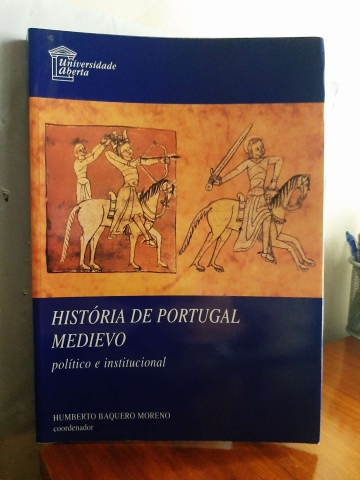 Universidade
Aberta
HISTÓRIA DE PORTUGAL
MEDIEVO
político e institucional
HUMBERTO BAQUERO MORENO
coordenador